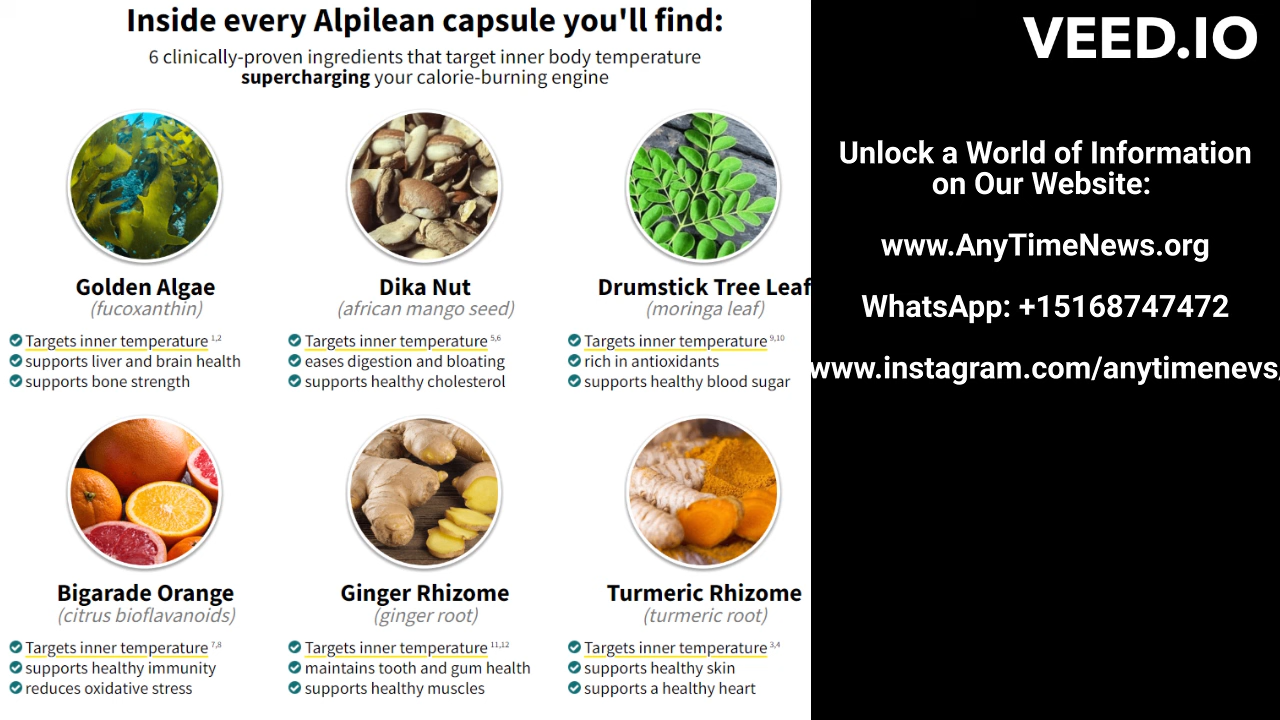 Inside every Alpilean capsule you'll find:
6 clinically-proven ingredients that target inner body temperature
supercharging your calorie-burning engine
Golden Algae
(fucoxanthin)
Targets inner temperature 1,2
supports liver and brain health
supports bone strength
Dika Nut
(african mango seed)
Targets inner temperature 5,6
eases digestion and bloating
supports healthy cholesterol
Drumstick Tree Leaf
(moringa leaf)
Targets inner temperature 9,10
rich in antioxidants
supports healthy blood sugar
Bigarade Orange
(citrus bioflavanoids)
Targets inner temperature 7,8
supports healthy immunity
reduces oxidative stress
Ginger Rhizome
(ginger root)
Targets inner temperature 11,12
maintains tooth and gum health
supports healthy muscles
Turmeric Rhizome
(turmeric root)
Targets inner temperature 3,4
supports healthy skin
supports a healthy heart
VEED.IO
Unlock a World of Information
on Our Website:
www.AnyTimeNews.org
WhatsApp: +15168747472
www.instagram.com/anytimenevs/